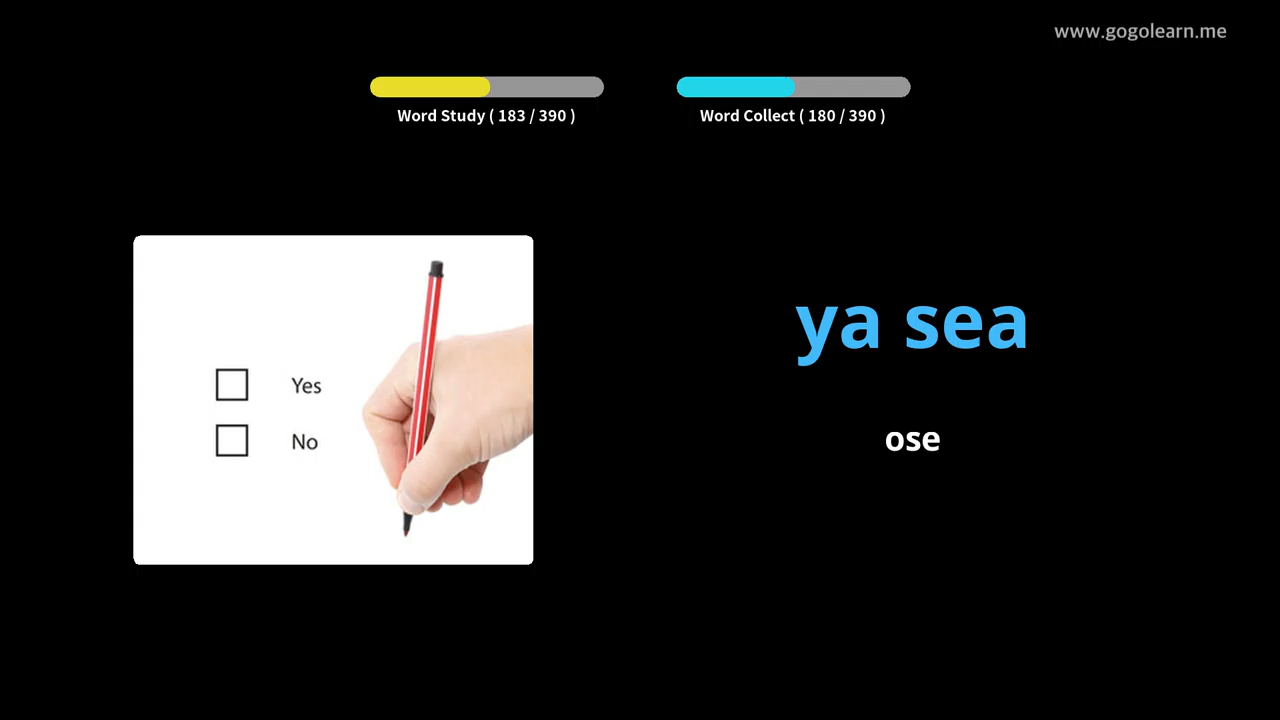 www.gogolearn.me
Word Study ( 183 / 390 )
Word Collect ( 180 / 390 )
Yes
No
ya sea
ose